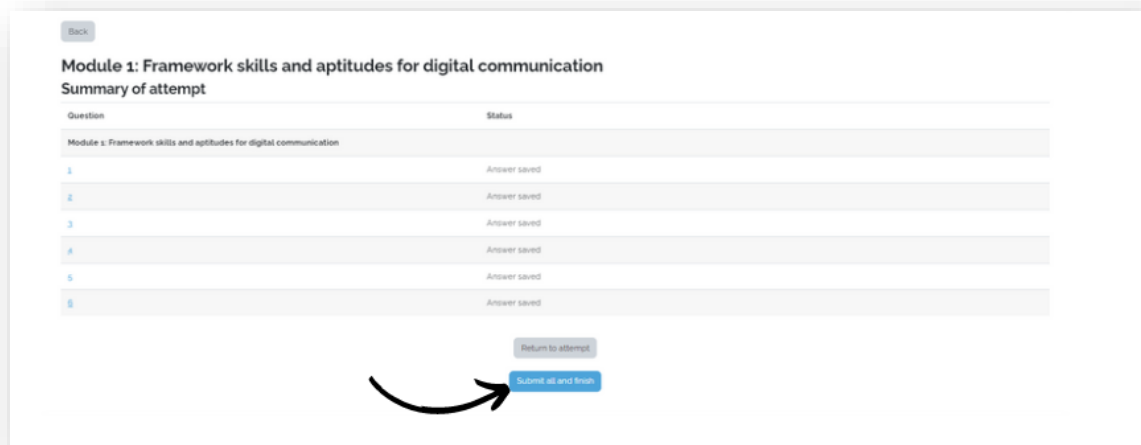 Back
Module 1: Framework skills and aptitudes for digital communication
Summary of attempt
Question Status
Module 1: Framework skills and aptitudes for digital communication
1 Answer saved
2 Answer saved
3 Answer saved
4 Answer saved
5 Answer saved
6 Answer saved
Return to attempt
Submit all and finish